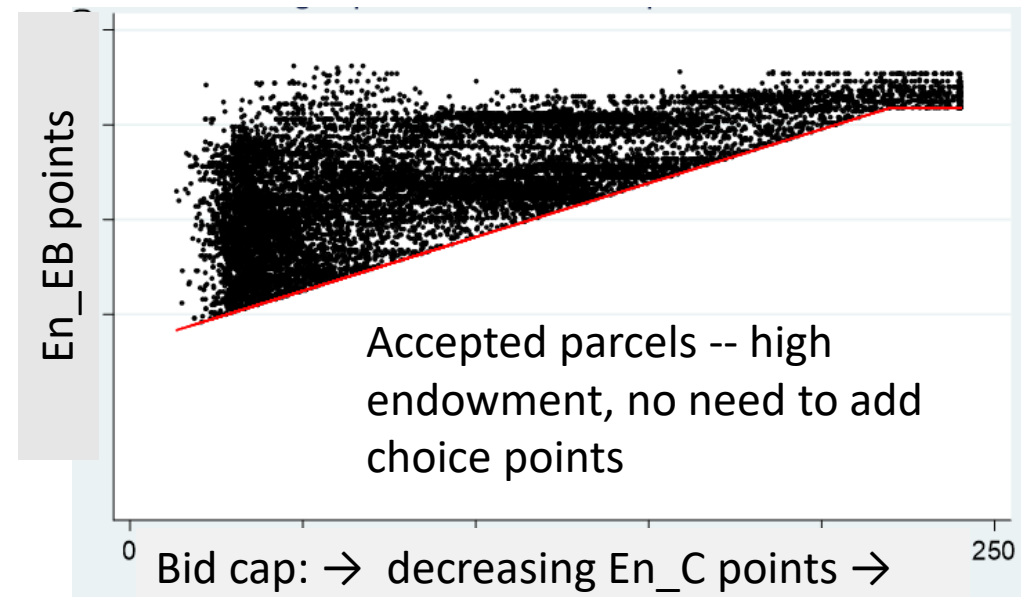 En_EB points
Accepted parcels -- high
endowment, no need to add
choice points
0
250
Bid cap: → decreasing En_C points →